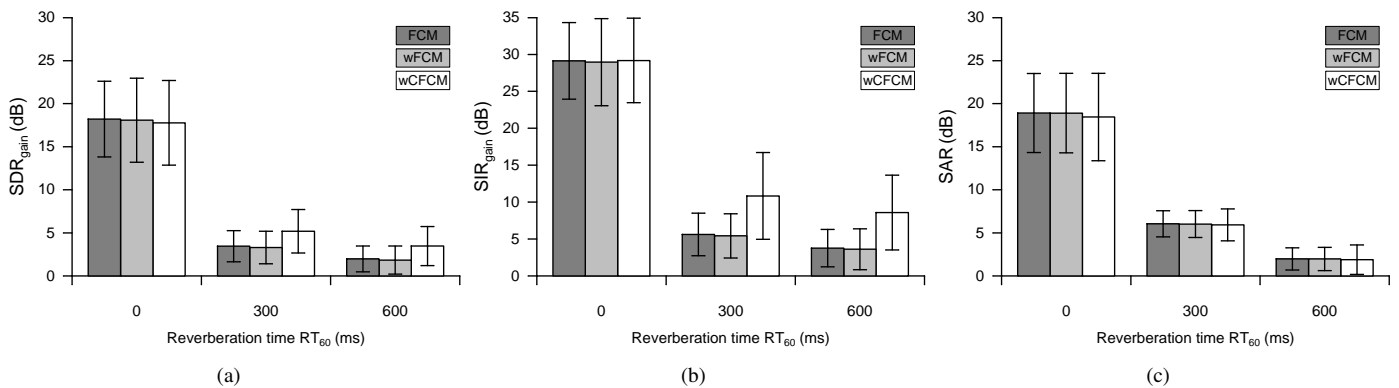 30
25
20
15
10
5
0
SDRgain (dB)
FCM
wFCM
wCFCM
0 300 600
Reverberation time RT60 (ms)
(a)
35
30
25
20
15
10
5
0
SIRgain (dB)
FCM
wFCM
wCFCM
0 300 600
Reverberation time RT60 (ms)
(b)
30
25
20
15
10
5
0
SAR (dB)
FCM
wFCM
wCFCM
0 300 600
Reverberation time RT60 (ms)
(c)